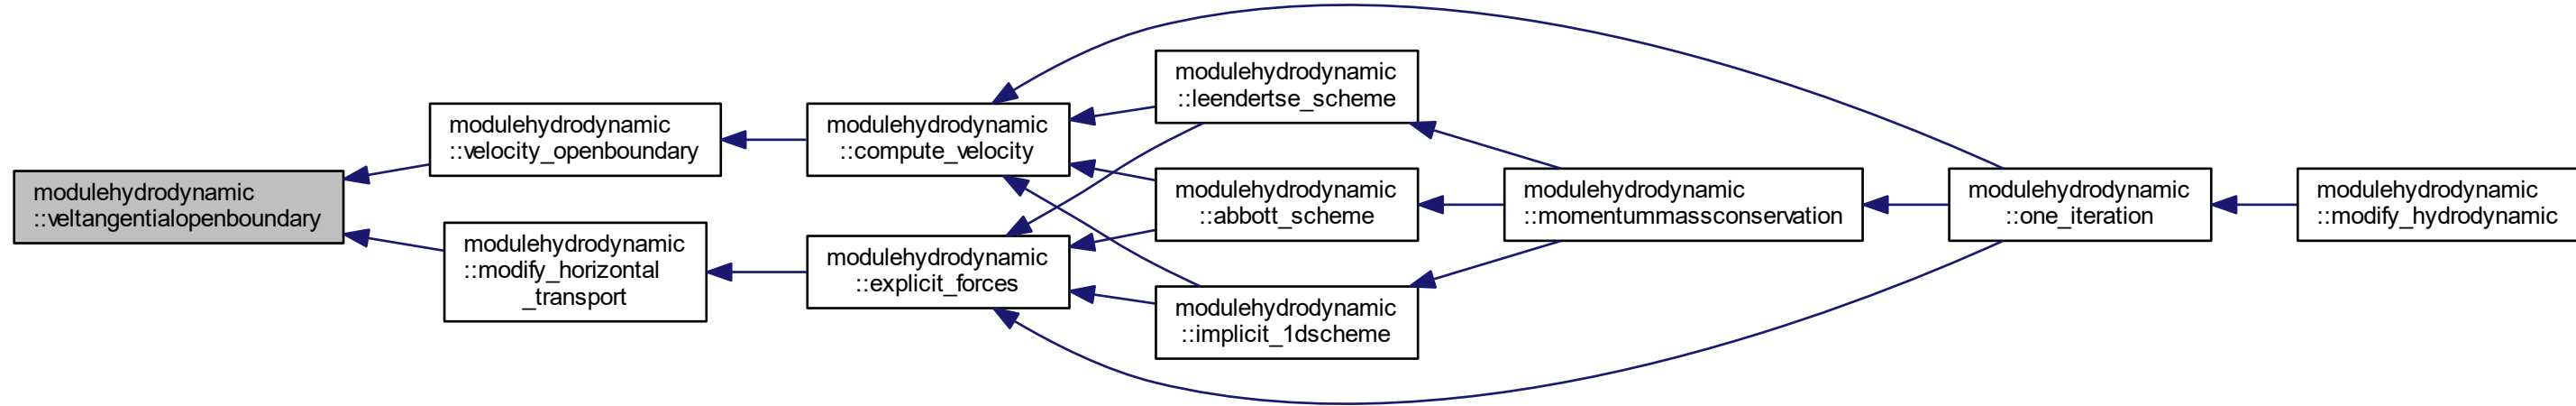 modulehydrodynamic
::veltangentialopenboundary
modulehydrodynamic
::velocity_openboundary
modulehydrodynamic
::modify_horizontal
_transport
modulehydrodynamic
::compute_velocity
modulehydrodynamic
::explicit_forces
modulehydrodynamic
::leendertse_scheme
modulehydrodynamic
::abbott_scheme
modulehydrodynamic
::implicit_1dscheme
modulehydrodynamic
::momentummassconservation
modulehydrodynamic
::one_iteration
modulehydrodynamic
::modify_hydrodynamic